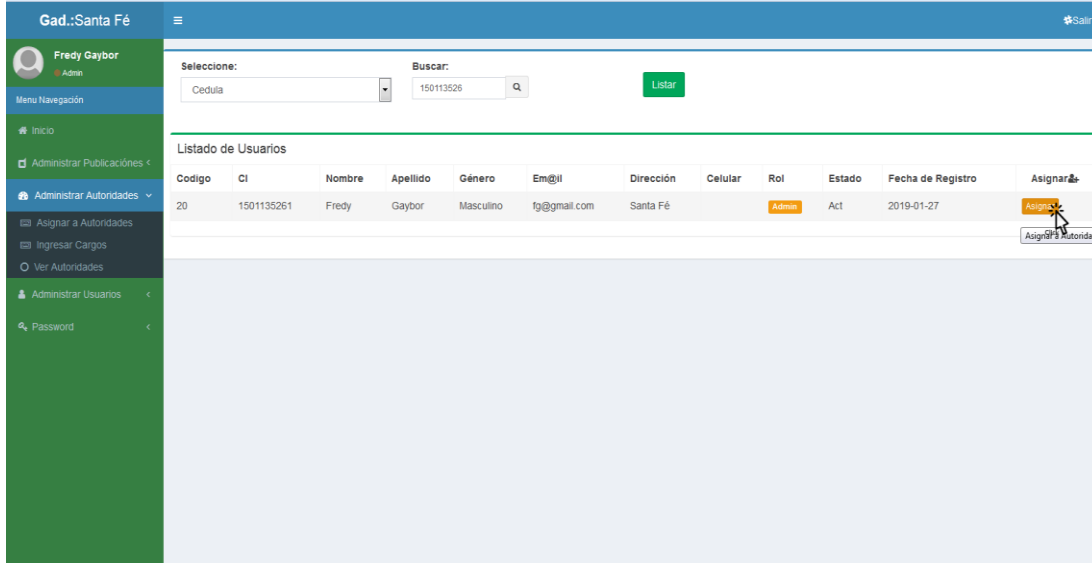 Gad.:Santa Fé
Salir
Fredy Gaybor
Admin
Menu Navegación
Inicio
Administrar Publicaciónes
Administrar Autoridades
Asignar a Autoridades
Ingresar Cargos
Ver Autoridades
Administrar Usuarios
Password
Seleccione: Buscar:
Cedula 150113526 Listar
Listado de Usuarios
Codigo CI Nombre Apellido Género Em@il Dirección Celular Rol Estado Fecha de Registro Asignar
20 1501135261 Fredy Gaybor Masculino fg@gmail.com Santa Fé Admin Act 2019-01-27 Asignar
Asignar a Autorida